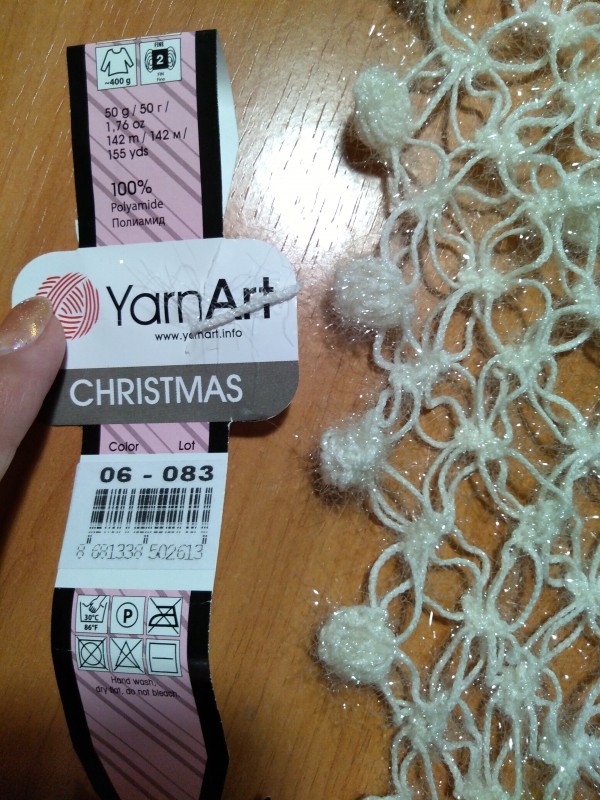 ~400 g
FINE
2
50 g / 50 г /
1,76 oz
142 m / 142 м /
155 yds
100%
Polyamide
Полиамид
YarnArt
www.yarnart.info
CHRISTMAS
Color Lot
06 - 083
8 681338 502613
30°C
86°F
P
Hand wash,
dry flat, do not bleach.